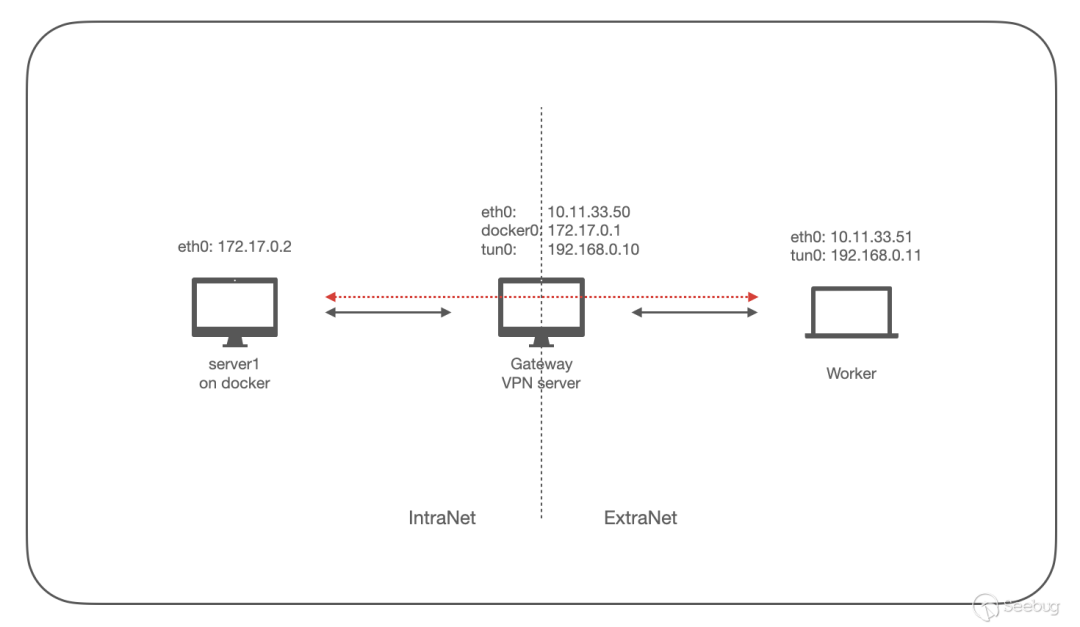 eth0: 172.17.0.2
server1
on docker
eth0: 10.11.33.50
docker0: 172.17.0.1
tun0: 192.168.0.10
Gateway
VPN server
eth0: 10.11.33.51
tun0: 192.168.0.11
Worker
IntraNet
ExtraNet
Seebug